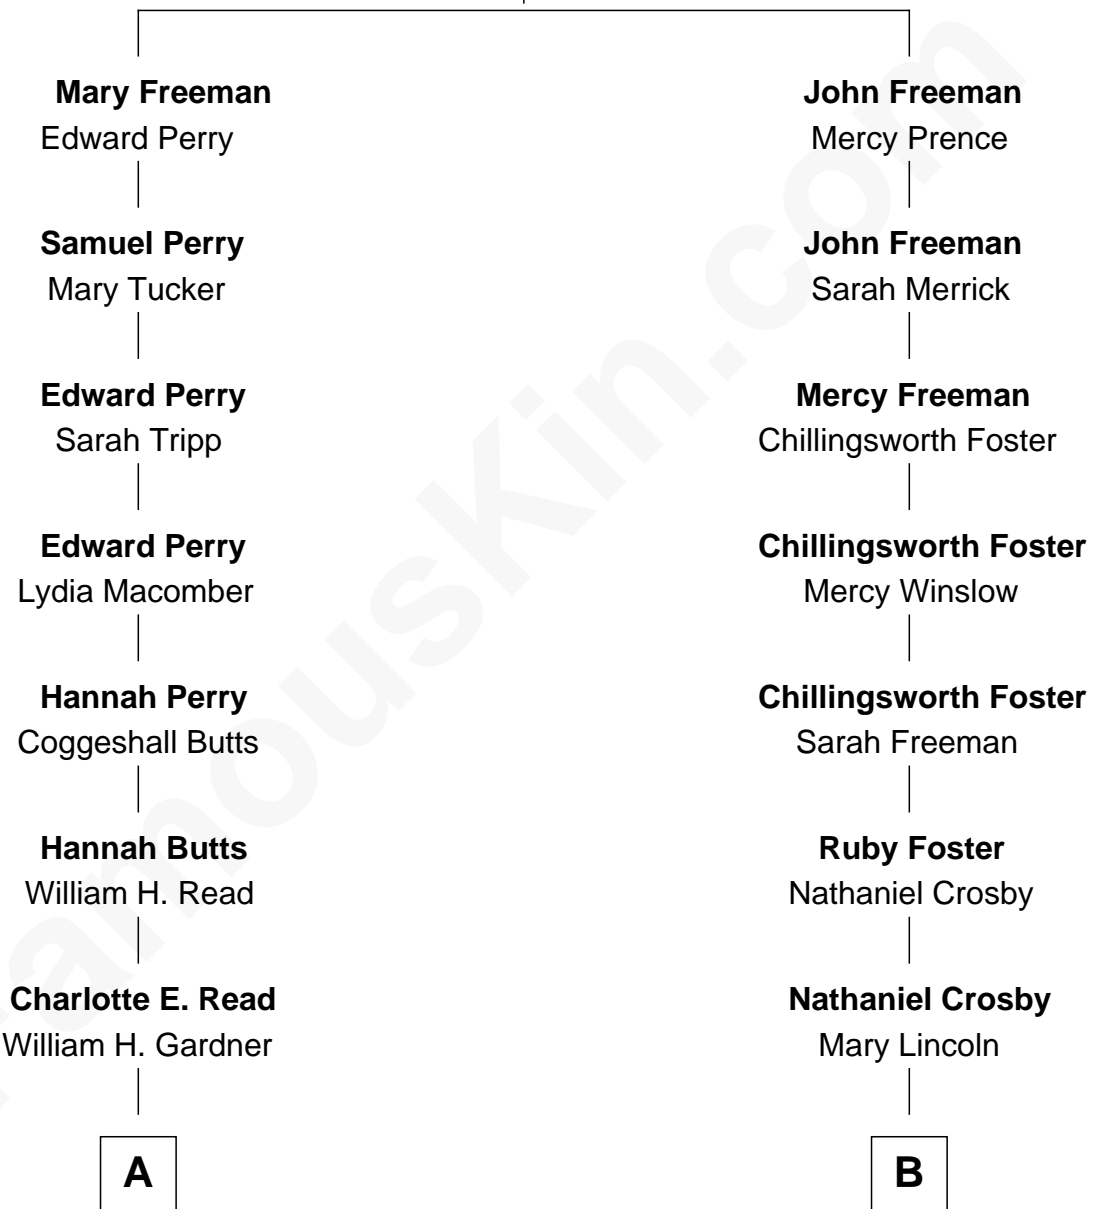 Mary Freeman
Edward Perry
Samuel Perry
Mary Tucker
Edward Perry
Sarah Tripp
Edward Perry
Lydia Macomber
Hannah Perry
Coggeshall Butts
Hannah Butts
William H. Read
Charlotte E. Read
William H. Gardner
A
John Freeman
Mercy Prence
John Freeman
Sarah Merrick
Mercy Freeman
Chillingsworth Foster
Chillingsworth Foster
Mercy Winslow
Chillingsworth Foster
Sarah Freeman
Ruby Foster
Nathaniel Crosby
Nathaniel Crosby
Mary Lincoln
B
FamousKin.com